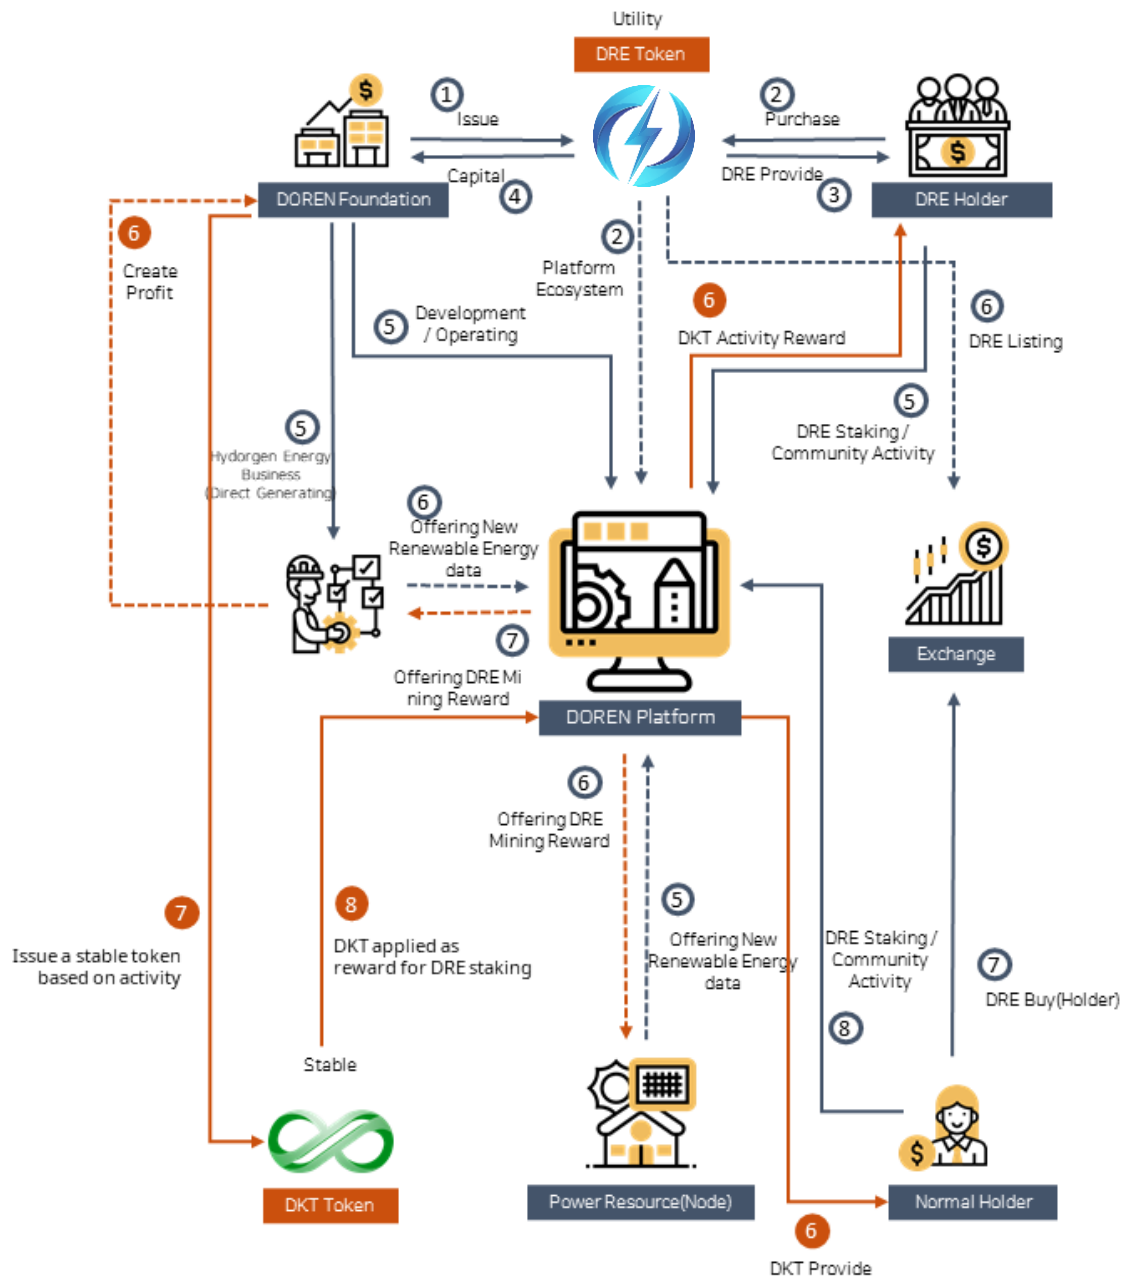 Utility
DRE Token
1
Issue
2
Purchase
Capital
4
DRE Provide
3
DOREN Foundation
DRE Holder
6
Create
Profit
2
Platform
Ecosystem
5
Development
/ Operating
6
DKT Activity Reward
6
DRE Listing
5
DRE Staking /
Community Activity
5
Hydorgen Energy
Business
(Direct Generating)
6
Offering New
Renewable Energy
data
7
Offering DRE Mi
ning Reward
Exchange
DOREN Platform
6
Offering DRE
Mining Reward
5
Offering New
Renewable Energy
data
7
Issue a stable token
based on activity
8
DKT applied as
reward for DRE staking
DRE Staking /
Community
Activity
8
7
DRE Buy(Holder)
Stable
DKT Token
Power Resource(Node)
Normal Holder
6
DKT Provide